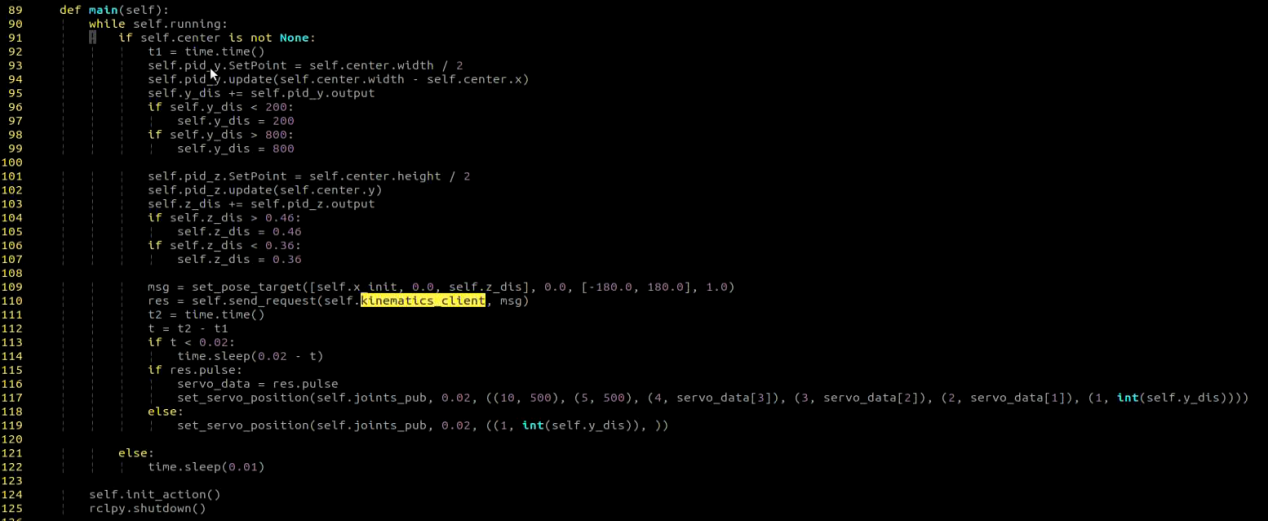 89 def main(self):
90 while self.running:
91 if self.center is not None:
92 t1 = time.time()
93 self.pid_y.SetPoint = self.center.width / 2
94 self.pid_y.update(self.center.width - self.center.x)
95 self.y_dis += self.pid_y.output
96 if self.y_dis < 200:
97 self.y_dis = 200
98 if self.y_dis > 800:
99 self.y_dis = 800
100
101 self.pid_z.SetPoint = self.center.height / 2
102 self.pid_z.update(self.center.y)
103 self.z_dis += self.pid_z.output
104 if self.z_dis > 0.46:
105 self.z_dis = 0.46
106 if self.z_dis < 0.36:
107 self.z_dis = 0.36
108
109 msg = set_pose_target([self.x_init, 0.0, self.z_dis], 0.0, [-180.0, 180.0], 1.0)
110 res = self.send_request(self.kinematics_client, msg)
111 t2 = time.time()
112 t = t2 - t1
113 if t < 0.02:
114 time.sleep(0.02 - t)
115 if res.pulse:
116 servo_data = res.pulse
117 set_servo_position(self.joints_pub, 0.02, ((10, 500), (5, 500), (4, servo_data[3]), (3, servo_data[2]), (2, servo_data[1]), (1, int(self.y_dis))))
118 else:
119 set_servo_position(self.joints_pub, 0.02, ((1, int(self.y_dis)), ))
120
121 else:
122 time.sleep(0.01)
123
124 self.init_action()
125 rclpy.shutdown()